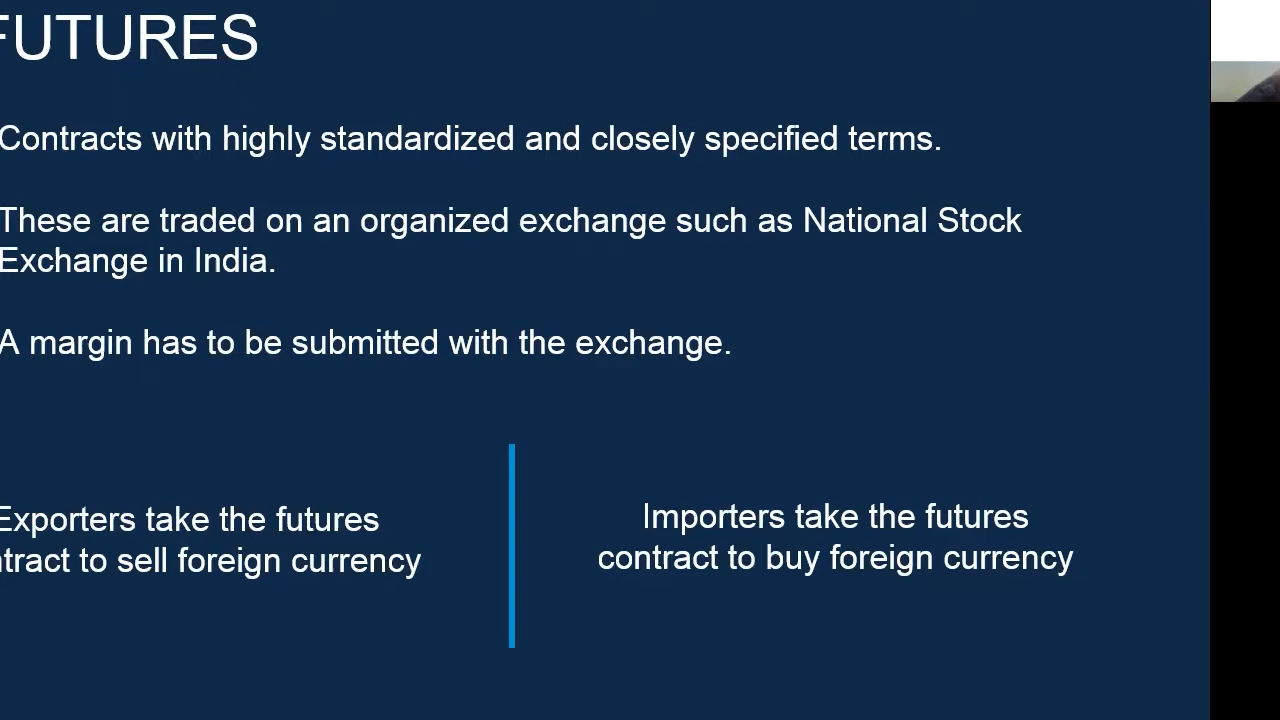 FUTURES
Contracts with highly standardized and closely specified terms.
These are traded on an organized exchange such as National Stock
Exchange in India.
A margin has to be submitted with the exchange.
Exporters take the futures
ntract to sell foreign currency
Importers take the futures
contract to buy foreign currency